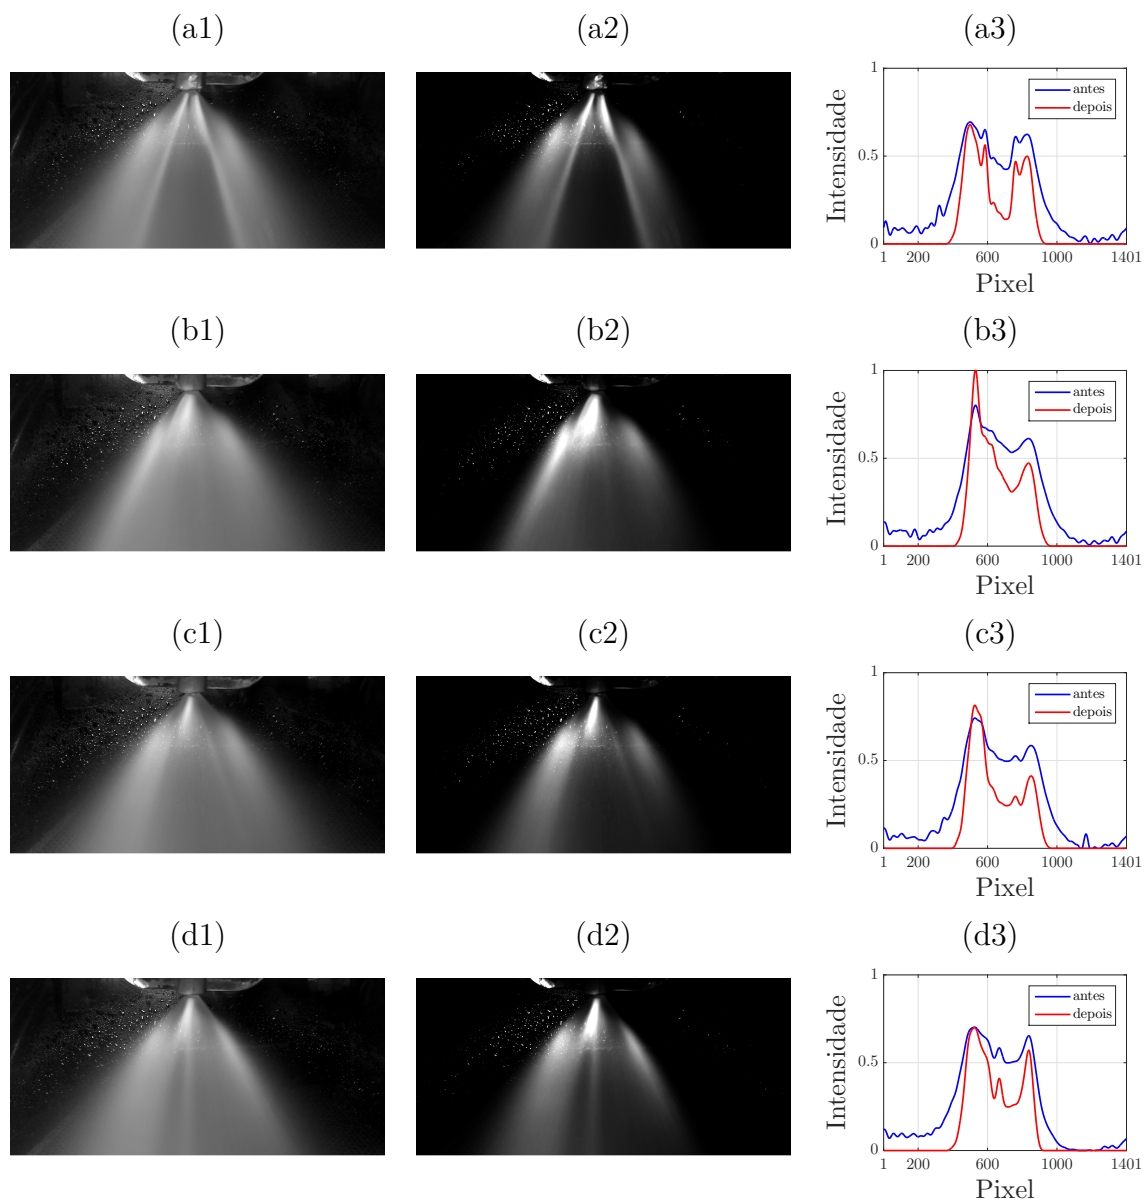 (a1) (a2) (a3)
1
antes
depois
0.5
0
Intensidade
1 200 600 1000 1401
Pixel
(b1) (b2) (b3)
1
antes
depois
0.5
0
Intensidade
1 200 600 1000 1401
Pixel
(c1) (c2) (c3)
1
antes
depois
0.5
0
Intensidade
1 200 600 1000 1401
Pixel
(d1) (d2) (d3)
1
antes
depois
0.5
0
Intensidade
1 200 600 1000 1401
Pixel